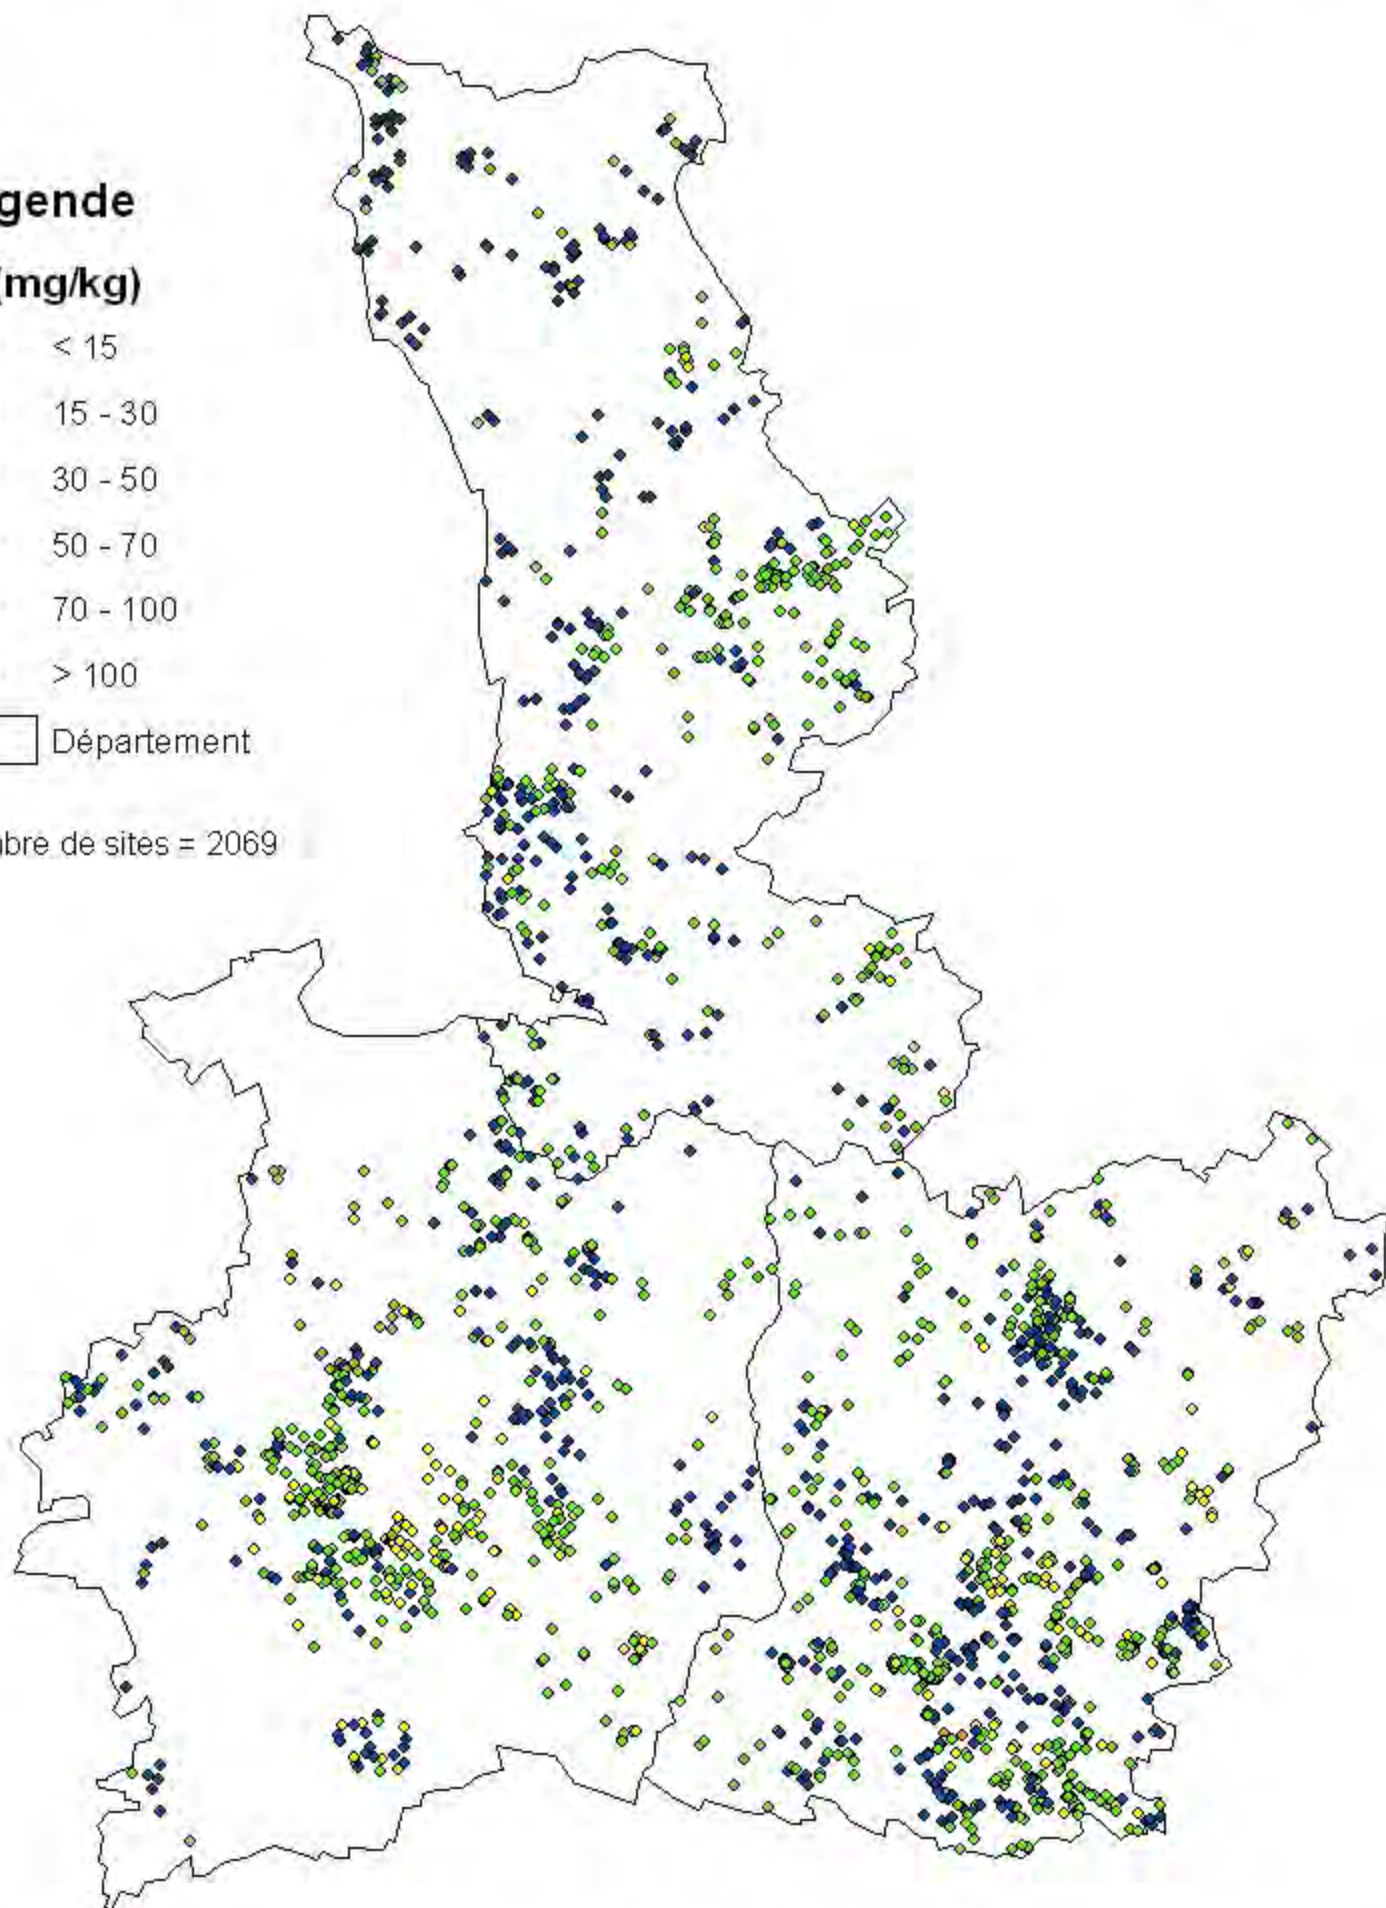 gende
(mg/kg)
< 15
15 - 30
30 - 50
50 - 70
70 - 100
> 100
Département
bre de sites = 2069